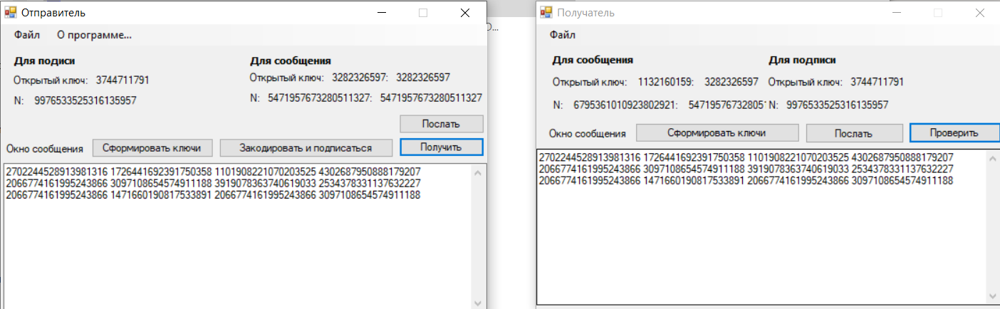 Отправитель
Файл О программе...
Для подиси Для сообщения
Открытый ключ: 3744711791 Открытый ключ: 3282326597: 3282326597
N: 9976533525316135957 N: 5471957673280511327: 5471957673280511327
Послать
Окно сообщения Сформировать ключи Закодировать и подписаться Получить
2702244528913981316 1726441692391750358 1101908221070203525 4302687950888179207
2066774161995243866 3097108654574911188 3919078363740619033 2534378331137632227
2066774161995243866 1471660190817533891 2066774161995243866 3097108654574911188
Получатель
Файл
Для сообщения Для подписи
Открытый ключ: 1132160159: 3282326597 Открытый ключ: 3744711791
N: 6795361010923802921: 54719576732805 N: 9976533525316135957
Окно сообщения Сформировать ключи Послать Проверить
2702244528913981316 1726441692391750358 1101908221070203525 4302687950888179207
2066774161995243866 3097108654574911188 3919078363740619033 2534378331137632227
2066774161995243866 1471660190817533891 2066774161995243866 3097108654574911188